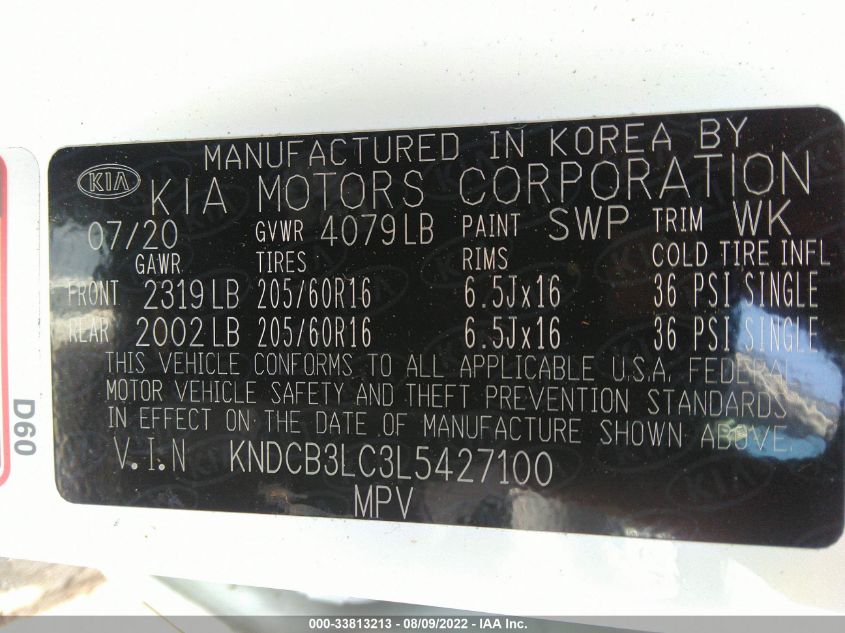 MANUFACTURED IN KOREA BY
KIA KIA MOTORS CORPORATION
07/20 GVWR 4079LB PAINT SWP TRIM WK
GAWR TIRES RIMS COLD TIRE INFL
FRONT 2319LB 205/60R16 6.5Jx16 36 PSI SINGLE
REAR 2002LB 205/60R16 6.5Jx16 36 PSI SINGLE
THIS VEHICLE CONFORMS TO ALL APPLICABLE U.S.A. FEDERAL
MOTOR VEHICLE SAFETY AND THEFT PREVENTION STANDARDS
IN EFFECT ON THE DATE OF MANUFACTURE SHOWN ABOVE.
V.I.N KNDCB3LC3L5427100
MPV
D60
000-33813213 - 08/09/2022 - IAA Inc.